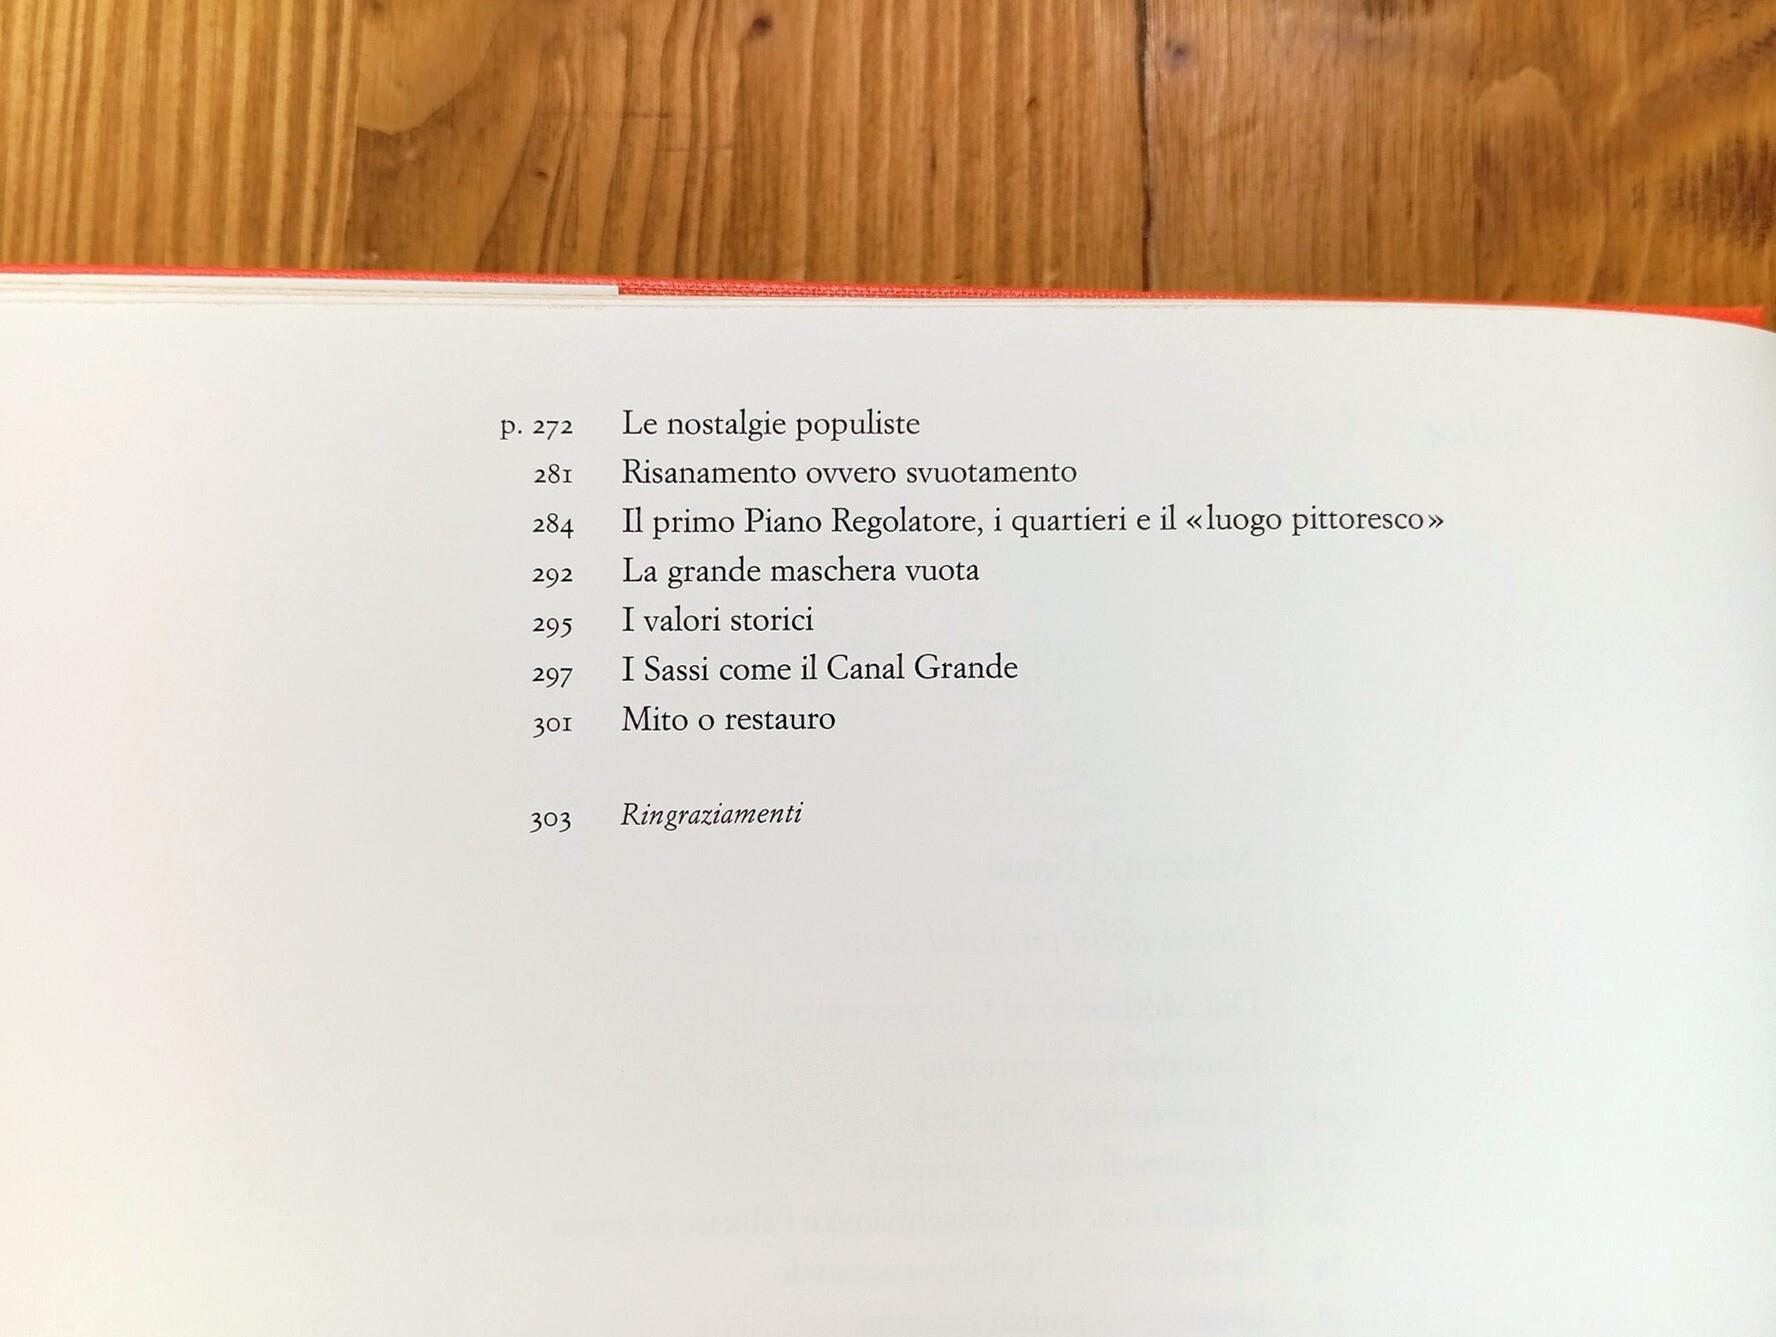 p. 272 Le nostalgie populiste
281 Risanamento ovvero svuotamento
284 Il primo Piano Regolatore, i quartieri e il «luogo pittoresco»
292 La grande maschera vuota
295 I valori storici
297 I Sassi come il Canal Grande
301 Mito o restauro
303 Ringraziamenti